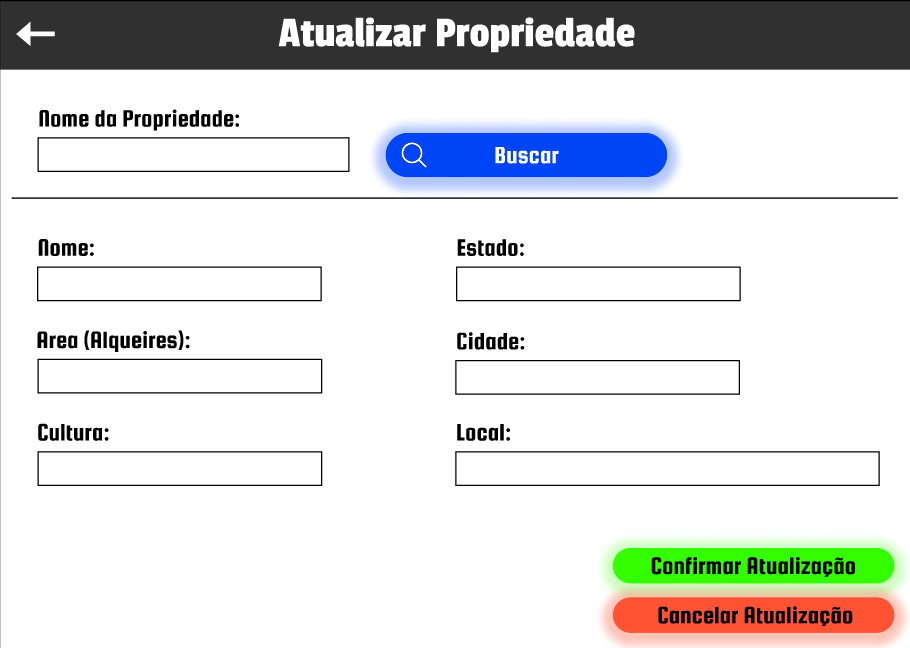 Atualizar Propriedade
Nome da Propriedade:
Buscar
Nome:
Estado:
Area (Alqueires):
Cidade:
Cultura:
Local:
Confirmar Atualização
Cancelar Atualização